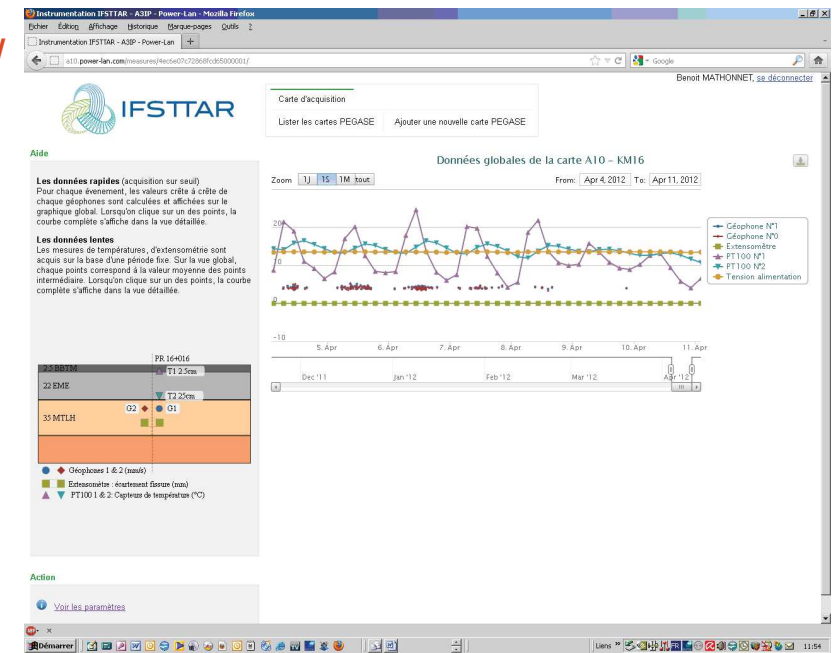 Instrumentation IFSTTAR - A3IP - Power-Lan - Mozilla Firefox
Fichier Édition Affichage Historique Marque-pages Outils ?
Instrumentation IFSTTAR - A3IP - Power-Lan
a10.power-lan.com/measures/4ec6e07c72868fcd65000001/
Google
Benoit MATHONNET, se déconnecter
IFSTTAR
Carte d'acquisition
Lister les cartes PEGASE Ajouter une nouvelle carte PEGASE
Aide
Les données rapides (acquisition sur seuil)
Pour chaque évenement, les valeurs crête à crête de
chaque géophones sont calculées et affichées sur le
graphique global. Lorsqu'on clique sur un des points, la
courbe complète s'affiche dans la vue détaillée.
Les données lentes
Les mesures de températures, d'extensométrie sont
acquis sur la base d'une période fixe. Sur la vue global,
chaque points correspond á la valeur moyenne des points
intermédiaire. Lorsqu'on clique sur un des points, la courbe
complète s'affiche dans la vue détaillée.
PR 16+016
2.5 BBTM
T1 2.5cm
22 EME
T2 25cm
G2 G1
35 MTLH
Géophones 1 & 2 (mm/s)
Extensomètre : écartement fissure (mm)
PT100 1 & 2: Capteurs de température (°C)
Données globales de la carte A10 - KM16
Zoom 1J 1S 1M tout
From: Apr 4, 2012 To: Apr 11, 2012
20
10
0
-10
5. Apr 6. Apr 7. Apr 8. Apr 9. Apr 10. Apr 11. Apr
Dec '11 Jan '12 Feb '12 Mar '12 Apr '12
Géophone N°1
Géophone N°0
Extensomètre
PT100 N°1
PT100 N°2
Tension alimentation
Action
Voir les paramètres
Démarrer
Liens
11:54